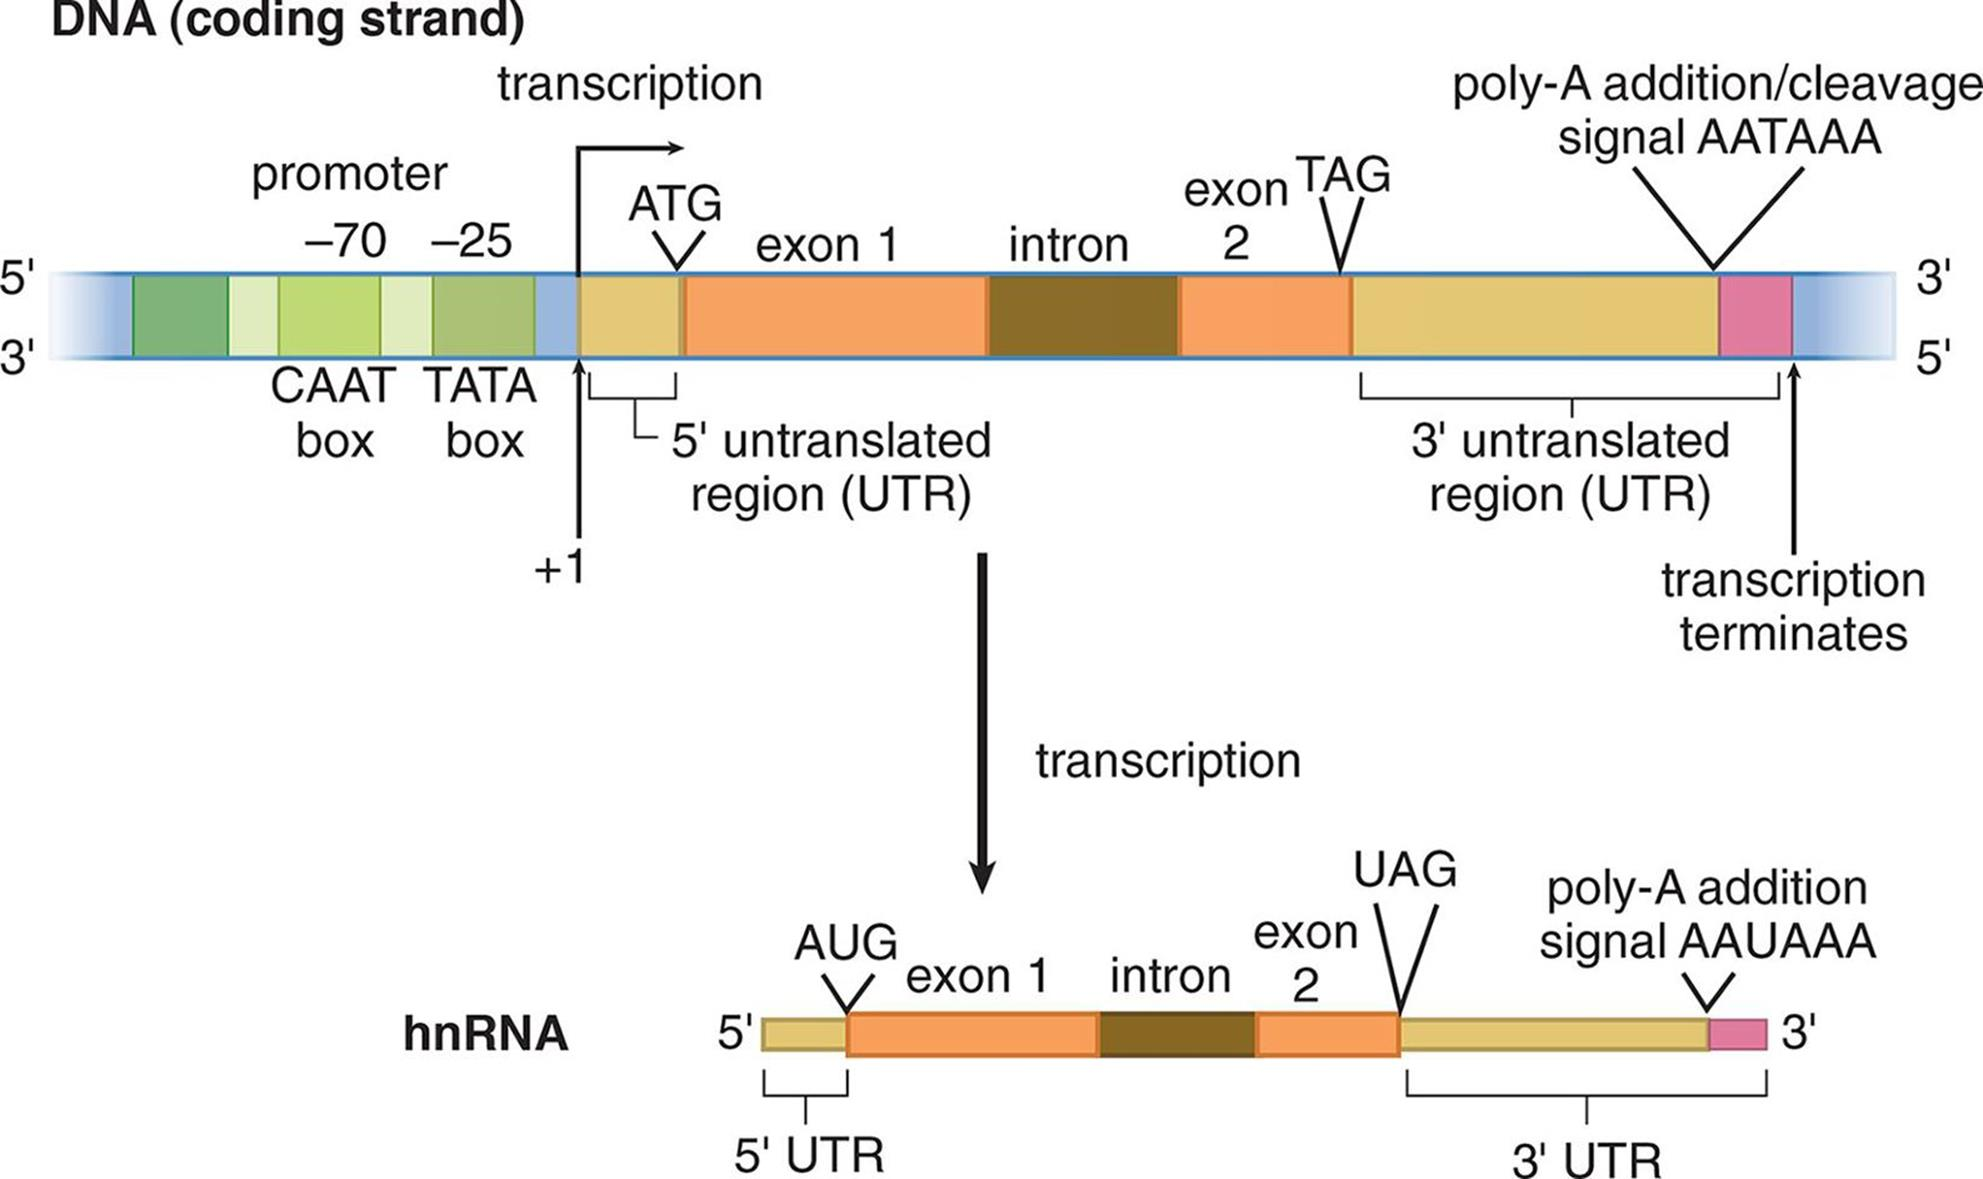 DNA (coding strand)
transcription
poly-A addition/cleavage
signal AATAAA
promoter
–70 –25
ATG
exon 1
intron
exon
2
TAG
5' 3'
3' 5'
CAAT
box
TATA
box
5' untranslated
region (UTR)
3' untranslated
region (UTR)
+1
transcription
terminates
transcription
UAG
poly-A addition
signal AAUAAA
AUG
exon 1
intron
exon
2
hnRNA
5' 3'
5' UTR
3' UTR